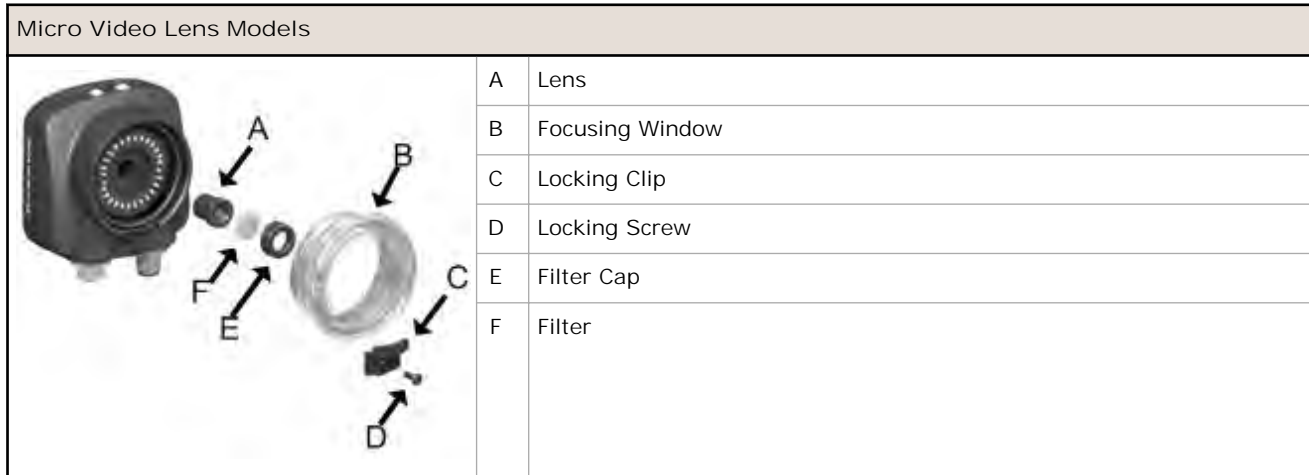 Micro Video Lens Models
A
B
C
D
E
F
A Lens
B Focusing Window
C Locking Clip
D Locking Screw
E Filter Cap
F Filter